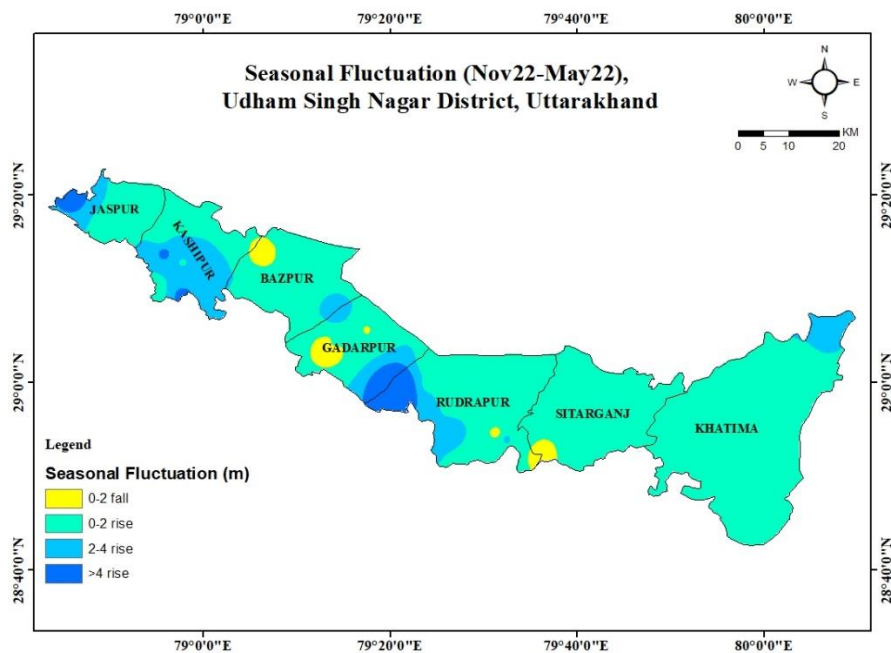 79°0'0"E 79°20'0"E 79°40'0"E 80°0'0"E
Seasonal Fluctuation (Nov22-May22),
Udham Singh Nagar District, Uttarakhand
N
W E
S
KM
0 5 10 20
29°20'0"N 29°20'0"N
JASPUR
KASHIPUR
BAZPUR
GADARPUR
29°0'0"N 29°0'0"N
RUDRAPUR
SITARGANJ
KHATIMA
Legend
Seasonal Fluctuation (m)
0-2 fall
0-2 rise
2-4 rise
>4 rise
28°40'0"N 28°40'0"N
79°0'0"E 79°20'0"E 79°40'0"E 80°0'0"E